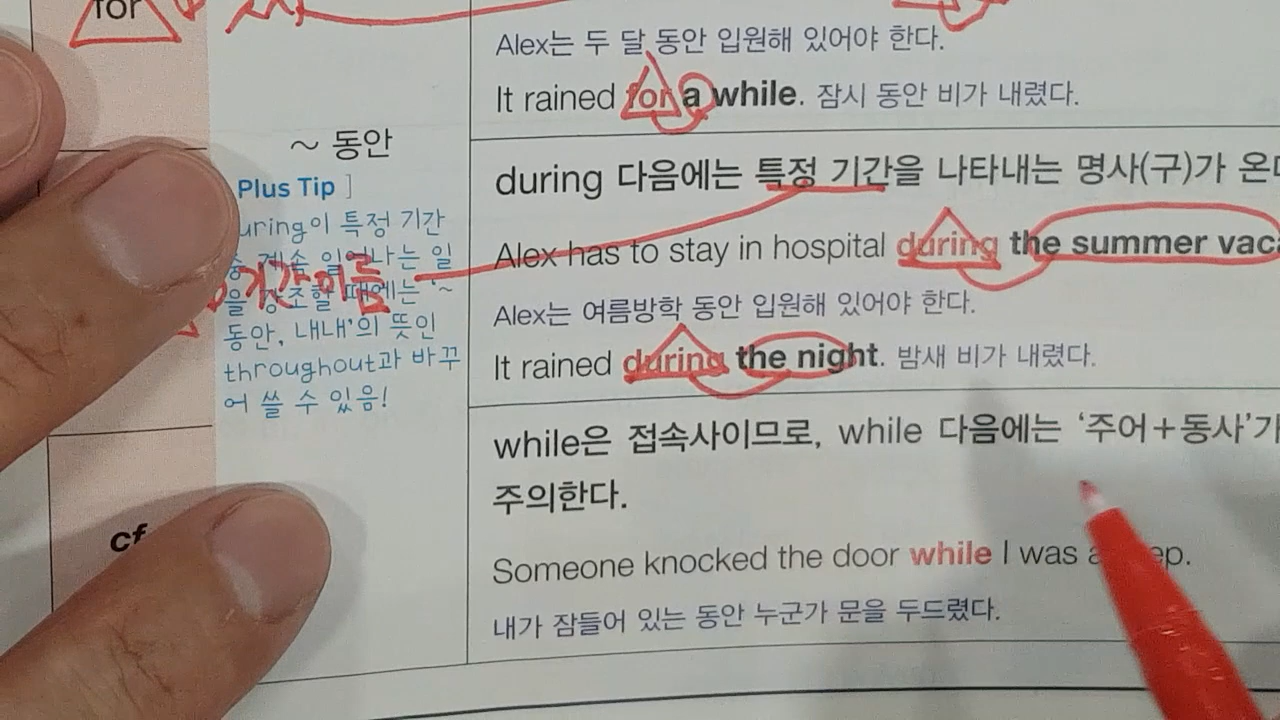 for
Alex는 두 달 동안 입원해 있어야 한다.
It rained for a while. 잠시 동안 비가 내렸다.
~ 동안
Plus Tip ]
uring이 특정 기간
계속 일어나는 일
을 강조할 때에는 '~
동안, 내내'의 뜻인
throughout과 바꾸
어 쓸 수 있음!
기간이름
during 다음에는 특정 기간을 나타내는 명사(구)가 온
Alex has to stay in hospital during the summer vaca
Alex는 여름방학 동안 입원해 있어야 한다.
It rained during the night. 밤새 비가 내렸다.
cf
while은 접속사이므로, while 다음에는 '주어+동사'가
주의한다.
Someone knocked the door while I was a ep.
내가 잠들어 있는 동안 누군가 문을 두드렸다.